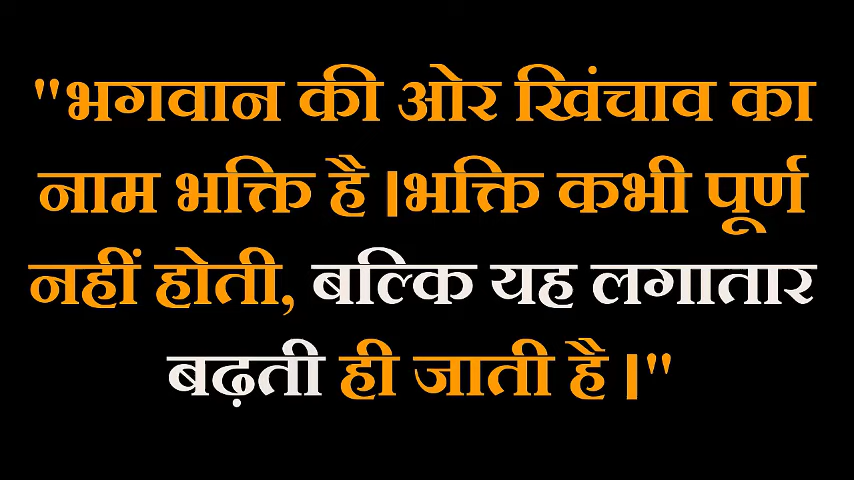 "भगवान की ओर खिंचाव का
नाम भक्ति है |भक्ति कभी पूर्ण
नहीं होती, बल्कि यह लगातार
बढ़ती ही जाती है |"